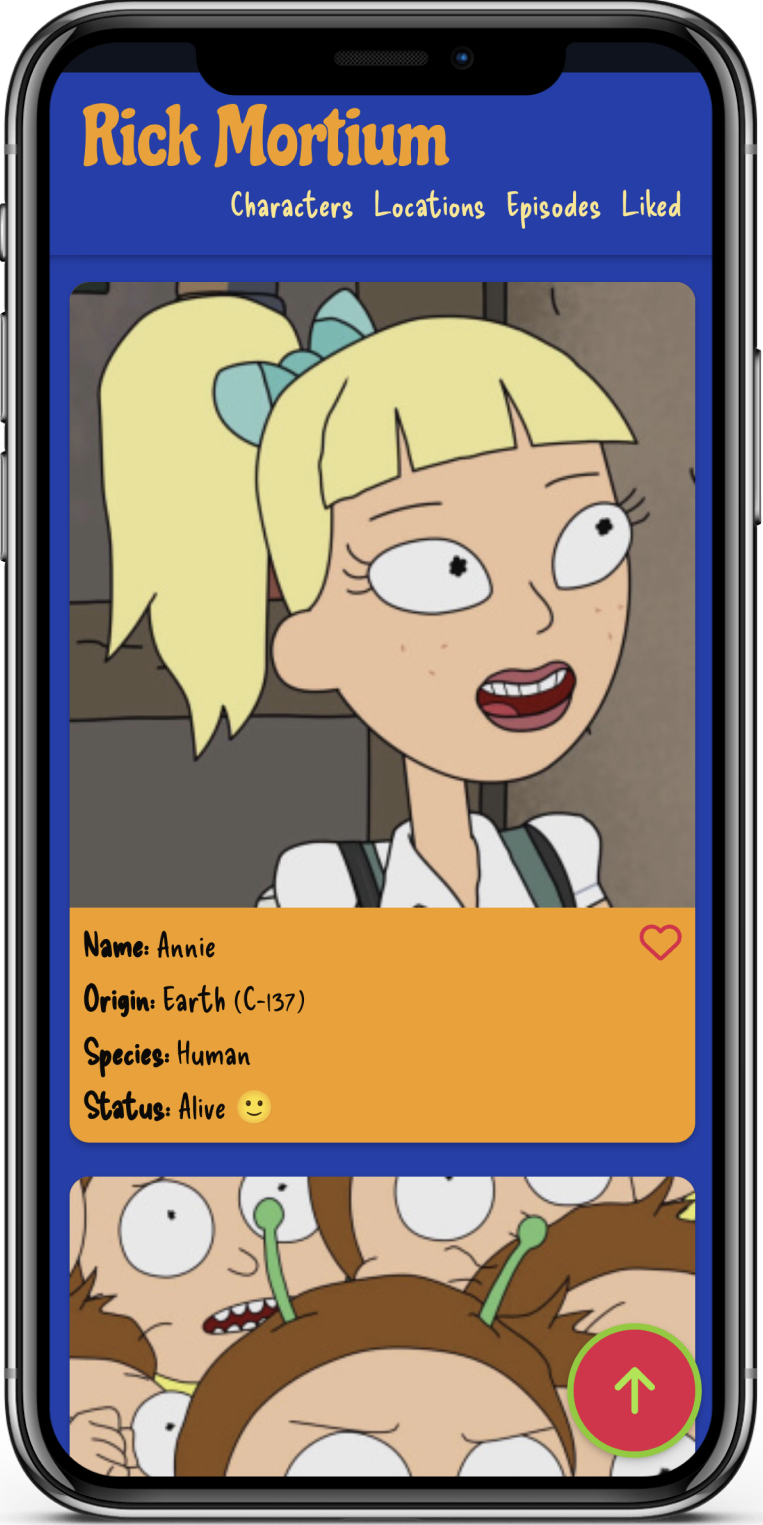 Rick Mortium
Characters Locations Episodes Liked
Name: Annie
Origin: Earth (C-137)
Species: Human
Status: Alive 🙂